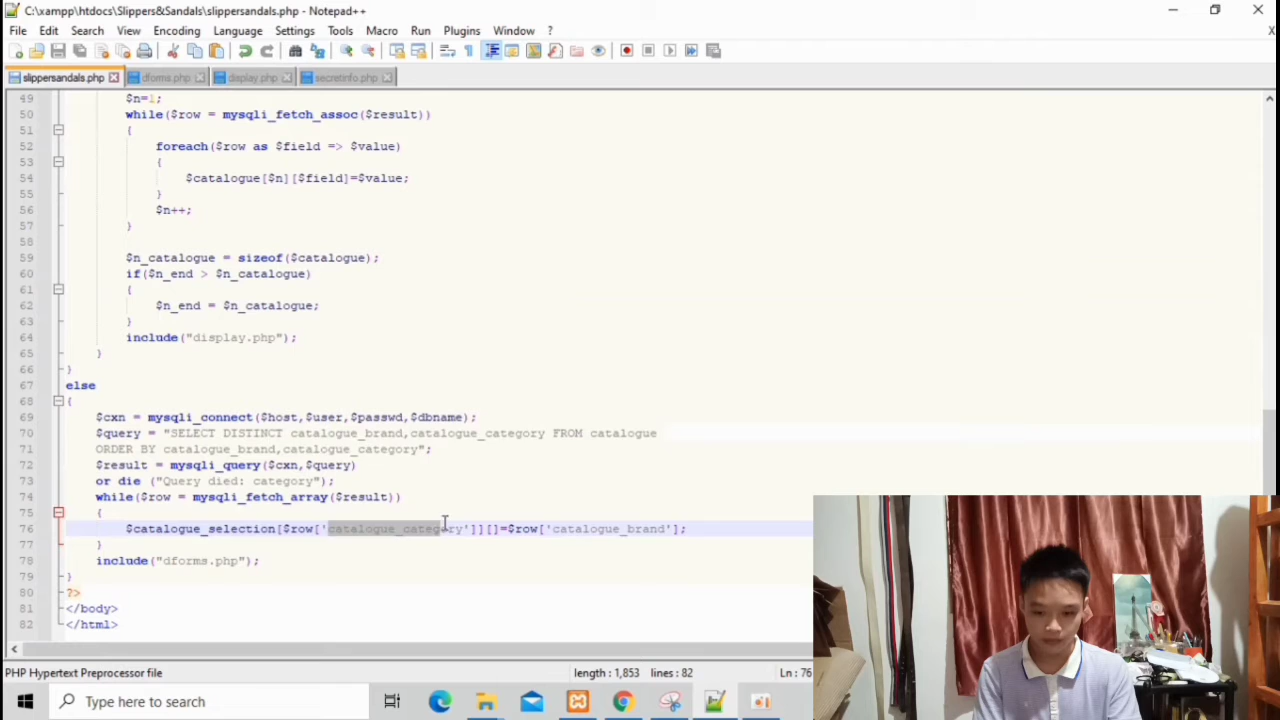 C:\xampp\htdocs\Slippers&Sandals\slippersandals.php - Notepad++
File Edit Search View Encoding Language Settings Tools Macro Run Plugins Window ? X
slippersandals.php dforms.php display.php secretinfo.php
49 $n=1;
50 while($row = mysqli_fetch_assoc($result))
51 {
52 foreach($row as $field => $value)
53 {
54 $catalogue[$n][$field]=$value;
55 }
56 $n++;
57 }
58
59 $n_catalogue = sizeof($catalogue);
60 if($n_end > $n_catalogue)
61 {
62 $n_end = $n_catalogue;
63 }
64 include("display.php");
65 }
66 }
67 else
68 {
69 $cxn = mysqli_connect($host,$user,$passwd,$dbname);
70 $query = "SELECT DISTINCT catalogue_brand,catalogue_category FROM catalogue
71 ORDER BY catalogue_brand,catalogue_category";
72 $result = mysqli_query($cxn,$query)
73 or die ("Query died: category");
74 while($row = mysqli_fetch_array($result))
75 {
76 $catalogue_selection[$row['catalogue_category']][]=$row['catalogue_brand'];
77 }
78 include("dforms.php");
79 }
80 ?>
81 </body>
82 </html>
PHP Hypertext Preprocessor file length : 1,853 lines : 82 Ln : 76
Type here to search